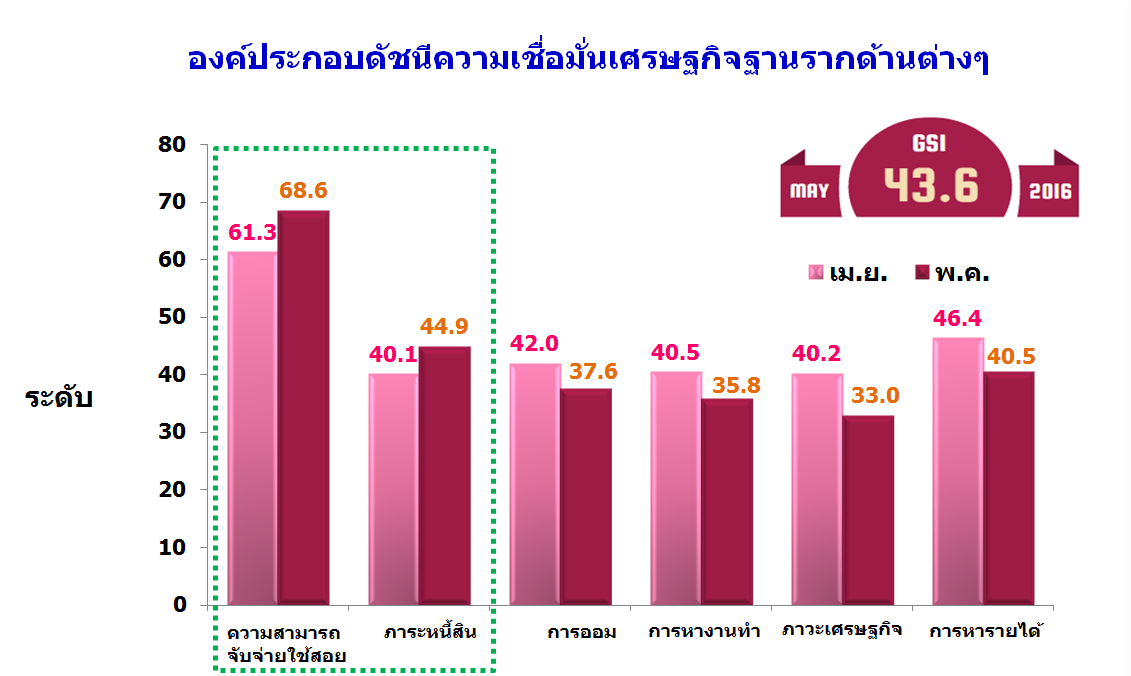 องค์ประกอบดัชนีความเชื่อมั่นเศรษฐกิจฐานรากด้านต่างๆ
GSI
43.6
MAY
2016
เม.ย.
พ.ค.
ระดับ
80
70
60
50
40
30
20
10
0
61.3
68.6
40.1
44.9
42.0
37.6
40.5
35.8
40.2
33.0
46.4
40.5
ความสามารถ
จับจ่ายใช้สอย
ภาระหนี้สิน
การออม
การหางานทำ
ภาวะเศรษฐกิจ
การหารายได้